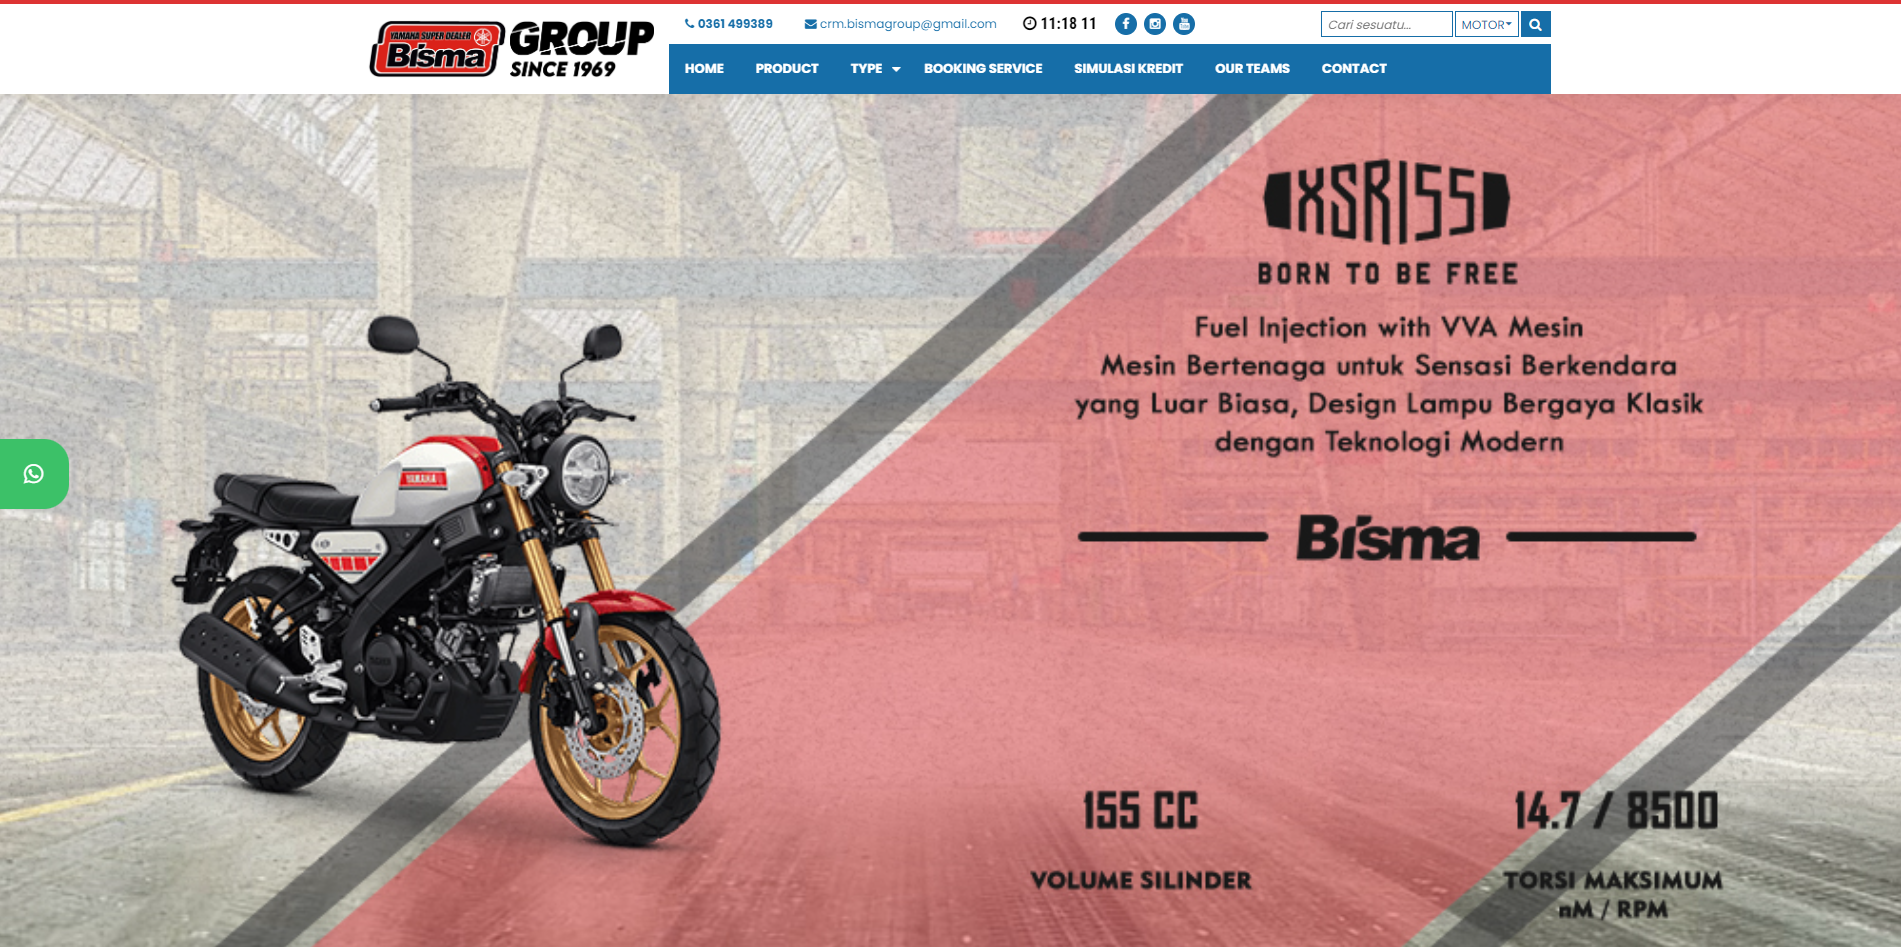 YAMAHA SUPER DEALER
Bisma
GROUP
SINCE 1969
0361 499389
crm.bismagroup@gmail.com
11:18 11
Cari sesuatu...
MOTOR
HOME
PRODUCT
TYPE
BOOKING SERVICE
SIMULASI KREDIT
OUR TEAMS
CONTACT
XSR155
BORN TO BE FREE
Fuel Injection with VVA Mesin
Mesin Bertenaga untuk Sensasi Berkendara
yang Luar Biasa, Design Lampu Bergaya Klasik
dengan Teknologi Modern
YAMAHA
Bisma
155 CC
VOLUME SILINDER
14.7 / 8500
TORSI MAKSIMUM
nM / RPM